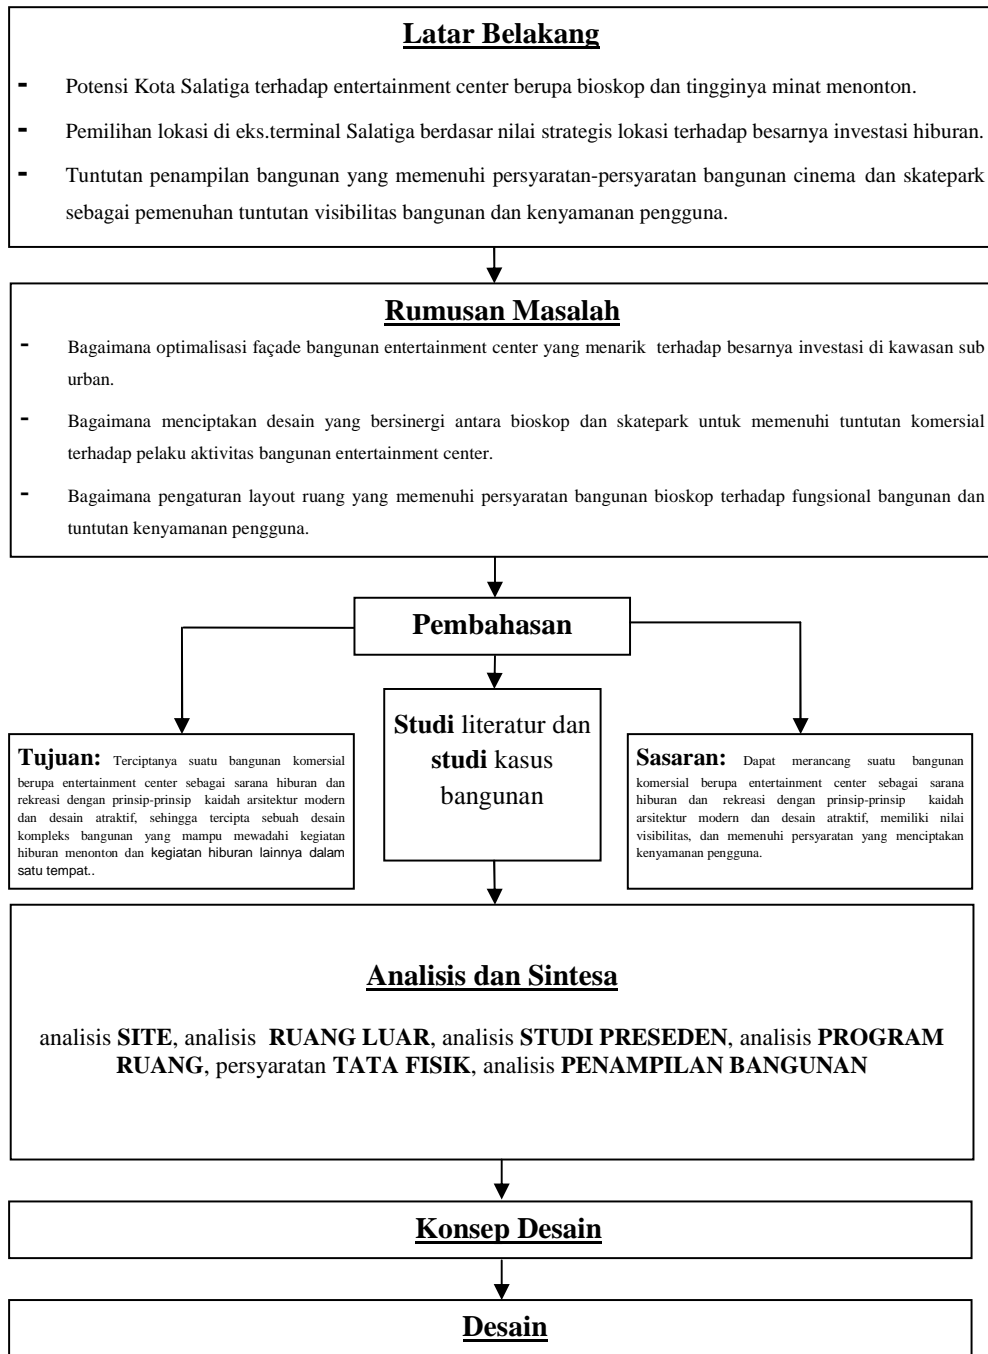 Latar Belakang
- Potensi Kota Salatiga terhadap entertainment center berupa bioskop dan tingginya minat menonton.
- Pemilihan lokasi di eks.terminal Salatiga berdasar nilai strategis lokasi terhadap besarnya investasi hiburan.
- Tuntutan penampilan bangunan yang memenuhi persyaratan-persyaratan bangunan cinema dan skatepark
sebagai pemenuhan tuntutan visibilitas bangunan dan kenyamanan pengguna.
Rumusan Masalah
- Bagaimana optimalisasi façade bangunan entertainment center yang menarik terhadap besarnya investasi di kawasan sub
urban.
- Bagaimana menciptakan desain yang bersinergi antara bioskop dan skatepark untuk memenuhi tuntutan komersial
terhadap pelaku aktivitas bangunan entertainment center.
- Bagaimana pengaturan layout ruang yang memenuhi persyaratan bangunan bioskop terhadap fungsional bangunan dan
tuntutan kenyamanan pengguna.
Pembahasan
Tujuan: Terciptanya suatu bangunan komersial
berupa entertainment center sebagai sarana hiburan dan
rekreasi dengan prinsip-prinsip kaidah arsitektur modern
dan desain atraktif, sehingga tercipta sebuah desain
kompleks bangunan yang mampu mewadahi kegiatan
hiburan menonton dan kegiatan hiburan lainnya dalam
satu tempat..
Studi literatur dan
studi kasus
bangunan
Sasaran: Dapat merancang suatu bangunan
komersial berupa entertainment center sebagai sarana
hiburan dan rekreasi dengan prinsip-prinsip kaidah
arsitektur modern dan desain atraktif, memiliki nilai
visibilitas, dan memenuhi persyaratan yang menciptakan
kenyamanan pengguna.
Analisis dan Sintesa
analisis SITE, analisis RUANG LUAR, analisis STUDI PRESEDEN, analisis PROGRAM
RUANG, persyaratan TATA FISIK, analisis PENAMPILAN BANGUNAN
Konsep Desain
Desain